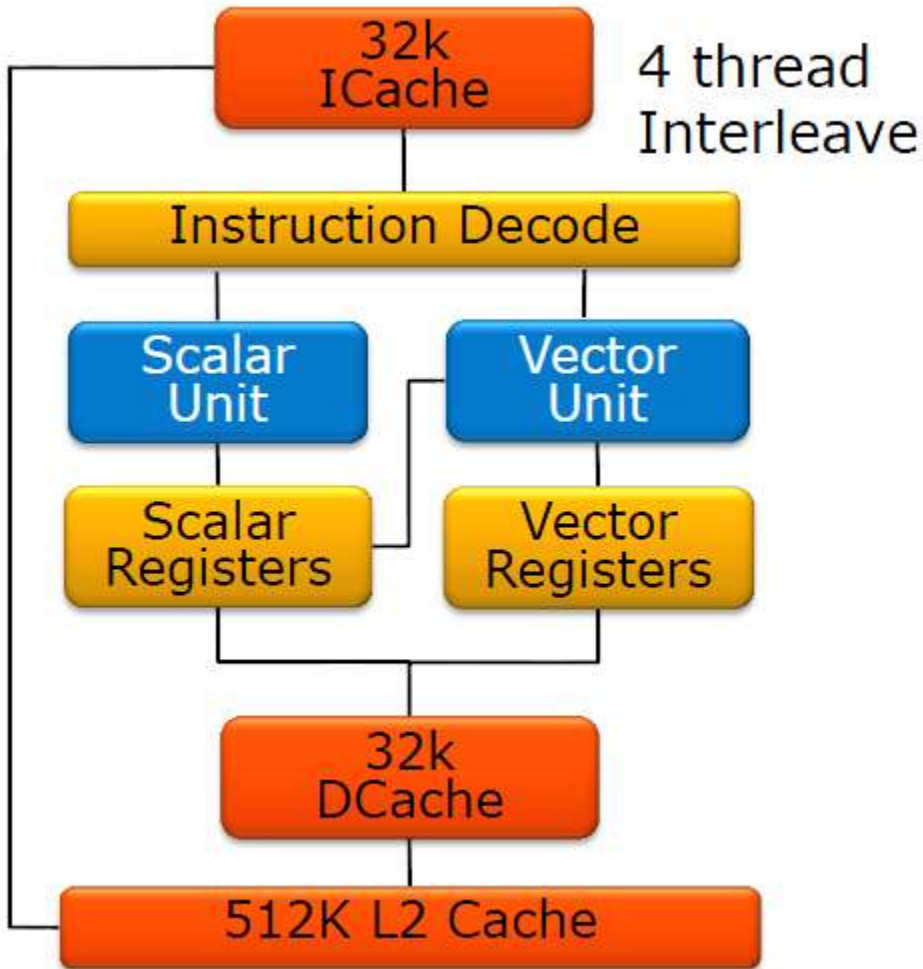 32k
ICache
4 thread
Interleave
Instruction Decode
Scalar
Unit
Vector
Unit
Scalar
Registers
Vector
Registers
32k
DCache
512K L2 Cache